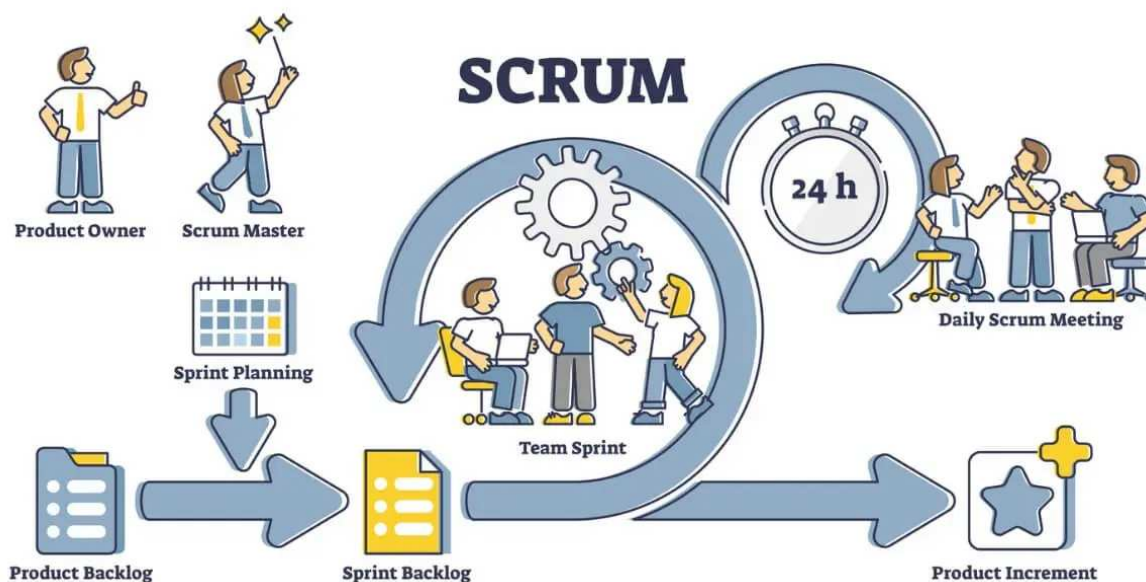 SCRUM
24 h
Product Owner
Scrum Master
Daily Scrum Meeting
Sprint Planning
Team Sprint
Product Backlog
Sprint Backlog
Product Increment